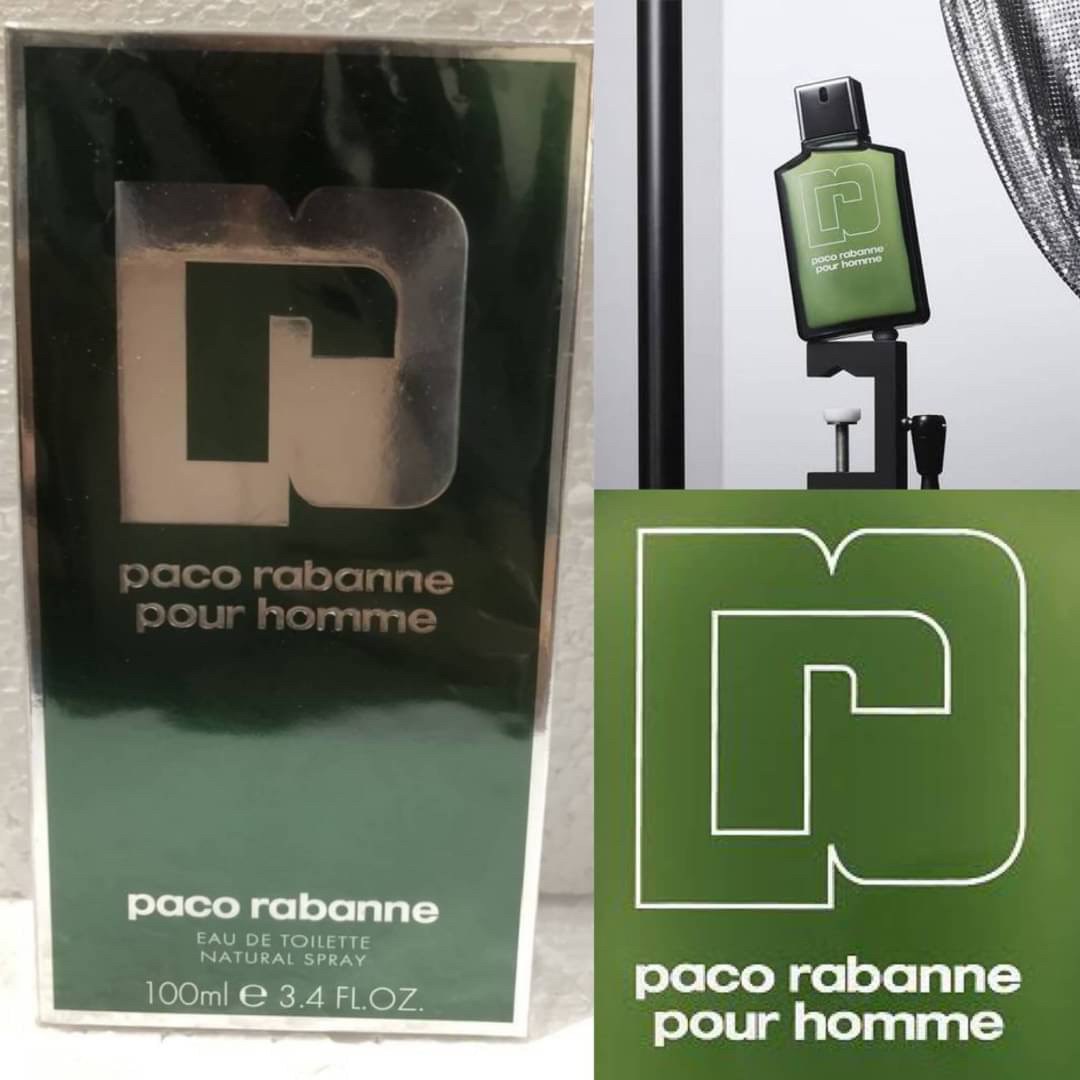 paco rabanne
pour homme
paco rabanne
EAU DE TOILETTE
NATURAL SPRAY
100ml ℮ 3.4 FL.OZ.
paco rabanne
pour homme
paco rabanne
pour homme